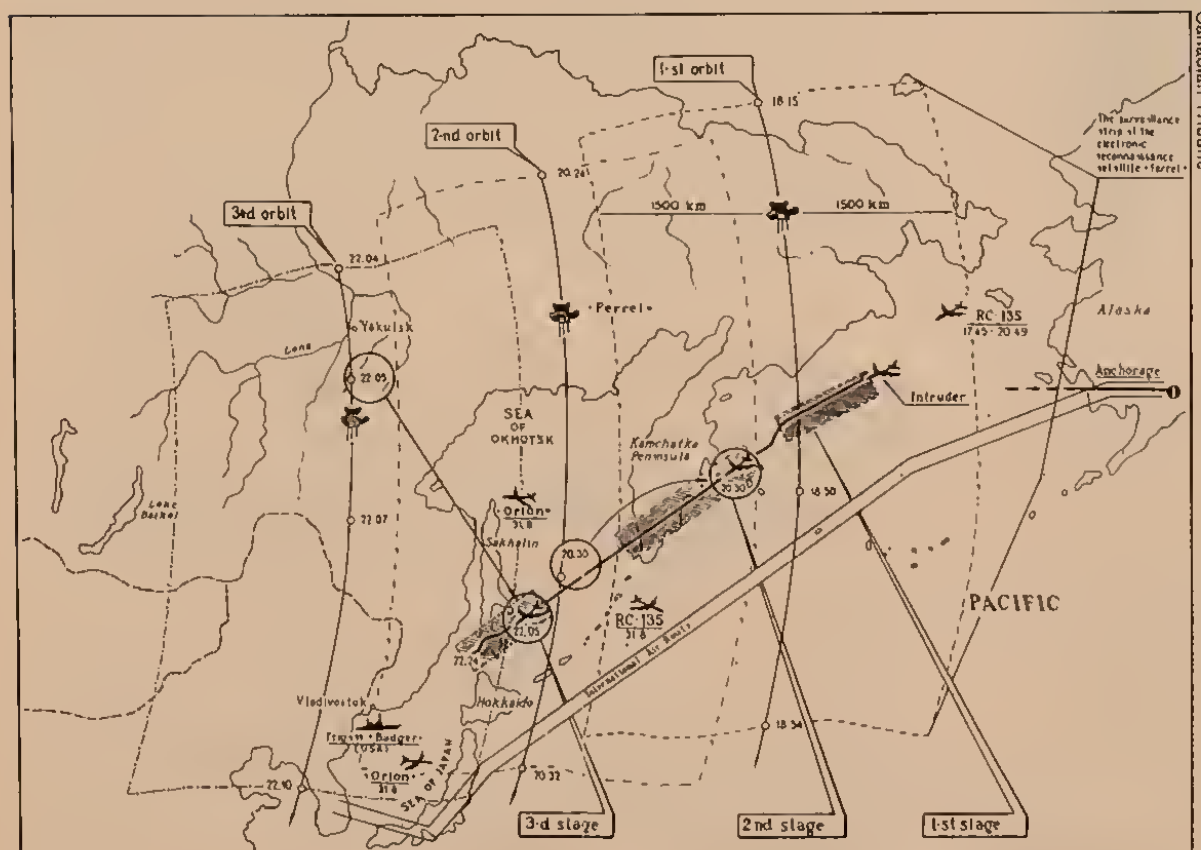 1-st orbit
18.15
The surveillance
strip of the
electronic
reconnaissance
satellite
2-nd orbit
20.24
3-d orbit
1500 km
1500 km
22.04
Alaska
Yakutsk
RC-135
17.45-20.49
Lena
22.05
Anchorage
Intruder
SEA
OF
OKHOTSK
Kamchatka
Peninsula
20.30
18.30
Lake
Baikal
«Orion»
31.8
22.07
Sakhalin
20.30
PACIFIC
RC-135
31.8
22.05
22.24
International Air Route
Vladivostok
Hokkaido
Badger
(USA)
18.34
«Orion»
31.8
SEA OF JAPAN
20.32
22.10
3-d stage
2nd stage
1-st stage